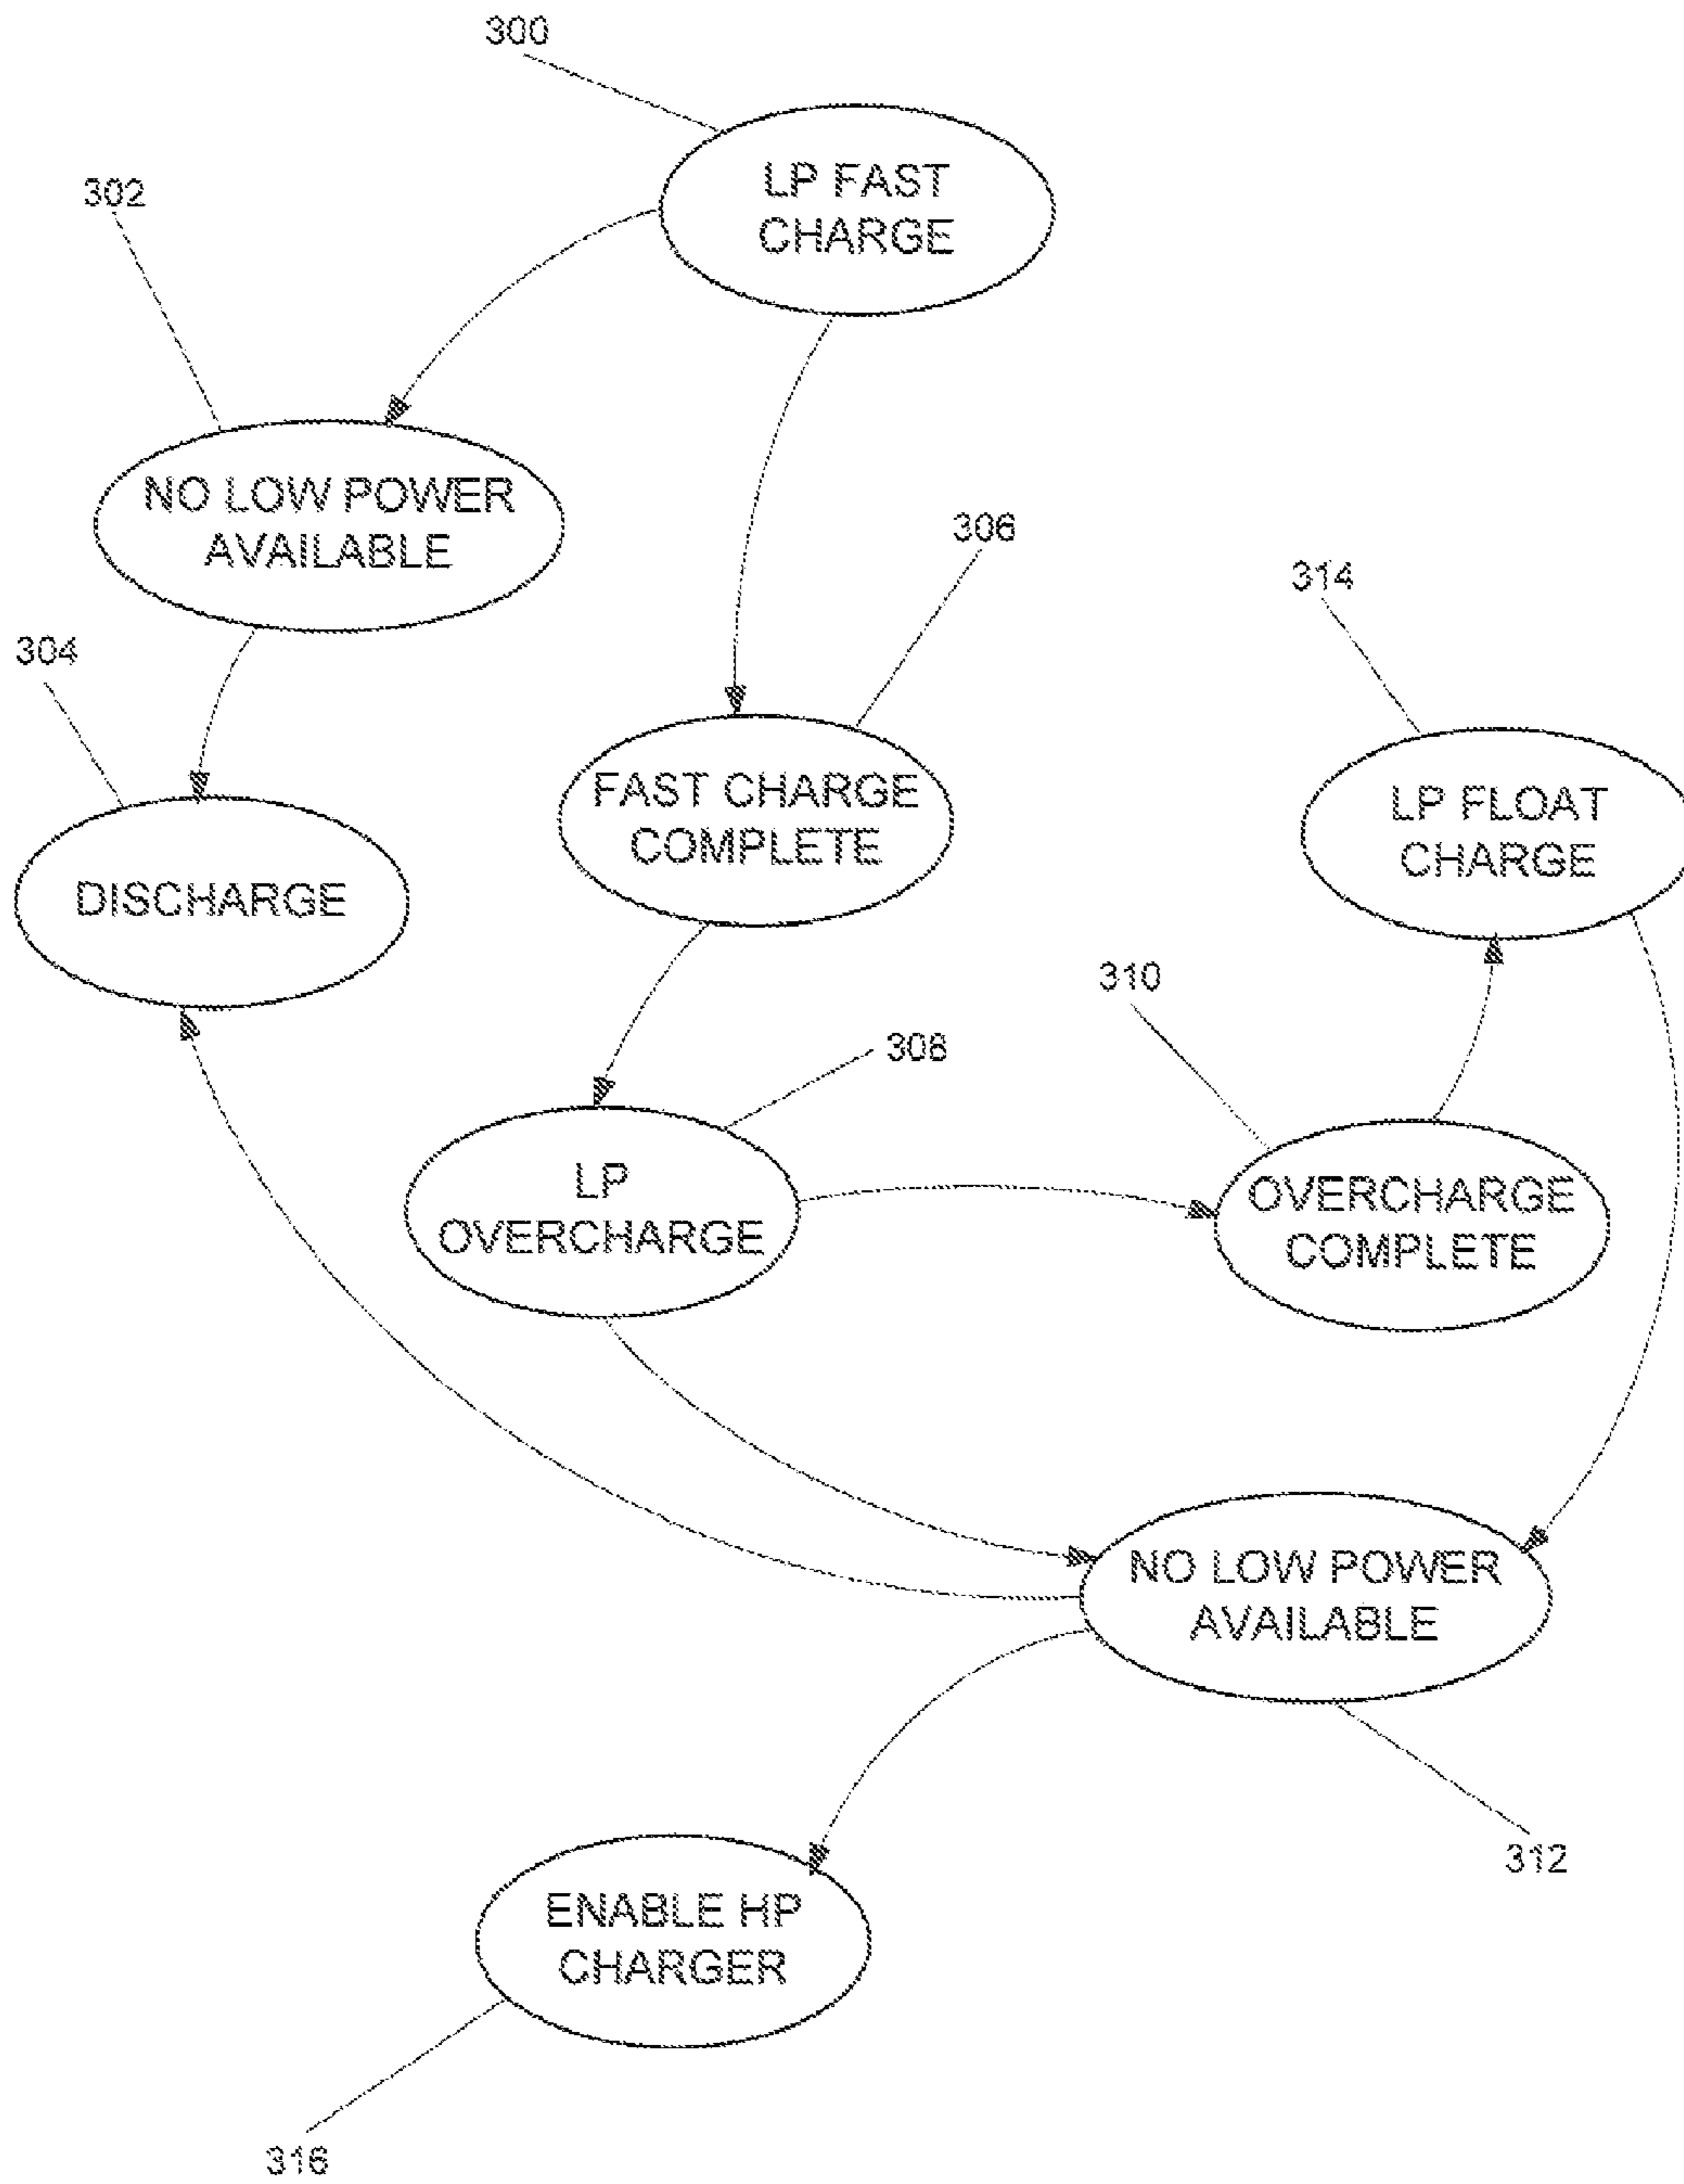 300
LP FAST
CHARGE
302
NO LOW POWER
AVAILABLE
306
314
304
FAST CHARGE
COMPLETE
LP FLOAT
CHARGE
DISCHARGE
310
308
LP
OVERCHARGE
OVERCHARGE
COMPLETE
NO LOW POWER
AVAILABLE
312
ENABLE HP
CHARGER
316